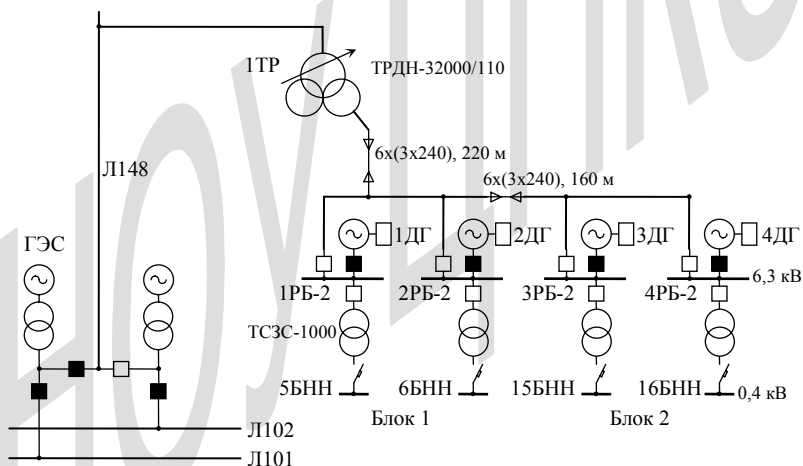 1ТР
ТРДН-32000/110
6х(3х240), 220 м
Л148
6х(3х240), 160 м
ГЭС
1ДГ
2ДГ
3ДГ
4ДГ
6,3 кВ
1РБ-2
2РБ-2
3РБ-2
4РБ-2
ТСЗС-1000
5БНН
6БНН
15БНН
16БНН
0,4 кВ
Блок 1
Блок 2
Л102
Л101